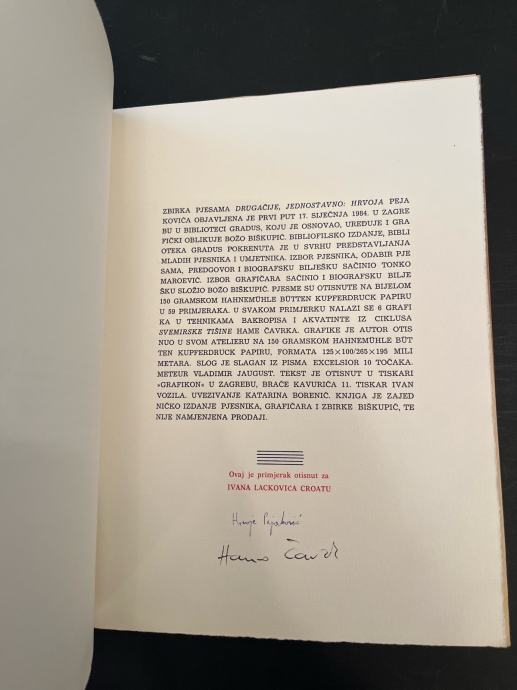 ZBIRKA PJESAMA DRUGAČIJE, JEDNOSTAVNO: HRVOJA PEJA
KOVIĆA OBJAVLJENA JE PRVI PUT 17. SIJEČNJA 1984. U ZAGRE
BU U BIBLIOTECI GRADUS, KOJU JE OSNOVAO, UREĐUJE I GRA
FIČKI OBLIKUJE BOŽO BIŠKUPIĆ. BIBLIOFILSKO IZDANJE, BIBLI
OTEKA GRADUS POKRENUTA JE U SVRHU PREDSTAVLJANJA
MLADIH PJESNIKA I UMJETNIKA. IZBOR PJESNIKA, ODABIR PJE
SAMA, PREDGOVOR I BIOGRAFSKU BILJEŠKU SAČINIO TONKO
MAROEVIĆ. IZBOR GRAFIČARA SAČINIO I BIOGRAFSKU BILJE
ŠKU SLOŽIO BOŽO BIŠKUPIĆ. PJESME SU OTISNUTE NA BIJELOM
150 GRAMSKOM HAHNEMÜHLE BÜTTEN KUPFERDRUCK PAPIRU
U 59 PRIMJERAKA. U SVAKOM PRIMJERKU NALAZI SE 6 GRAFI
KA U TEHNIKAMA BAKROPISA I AKVATINTE IZ CIKLUSA
SVEMIRSKE TIŠINE HAME ČAVRKA. GRAFIKE JE AUTOR OTIS
NUO U SVOM ATELIERU NA 150 GRAMSKOM HAHNEMÜHLE BÜT
TEN KUPFERDRUCK PAPIRU, FORMATA 125×100/265×195 MILI
METARA. SLOG JE SLAGAN IZ PISMA EXCELSIOR 10 TOČAKA.
METEUR VLADIMIR JAUGUST. TEKST JE OTISNUT U TISKARI
»GRAFIKON« U ZAGREBU, BRAĆE KAVURIĆA 11. TISKAR IVAN
VOZILA. UVEZIVANJE KATARINA BORENIĆ. KNJIGA JE ZAJED
NIČKO IZDANJE PJESNIKA, GRAFIČARA I ZBIRKE BIŠKUPIĆ, TE
NIJE NAMJENJENA PRODAJI.
Ovaj je primjerak otisnut za
IVANA LACKOVIĆA CROATU
Hrvoje Pejaković
Hamo Čavrk